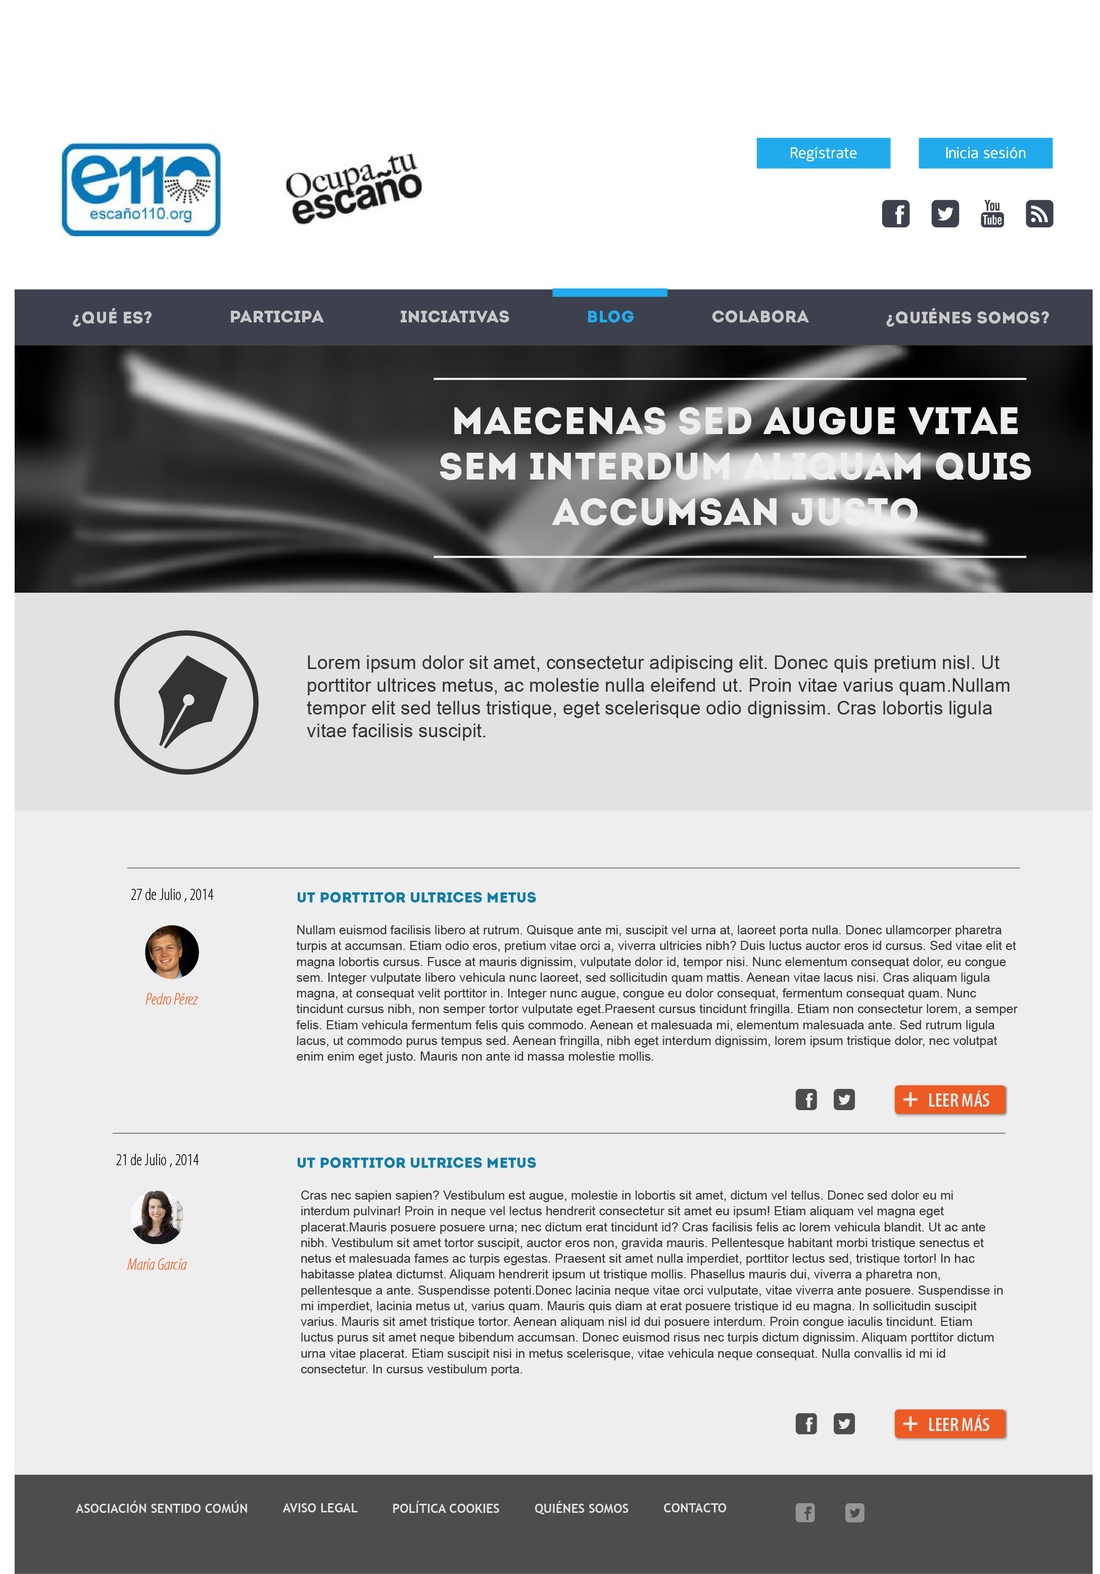 e110
escaño110.org
Ocupa tu
escaño
Regístrate
Inicia sesión
You
Tube
¿QUÉ ES?
PARTICIPA
INICIATIVAS
BLOG
COLABORA
¿QUIÉNES SOMOS?
MAECENAS SED AUGUE VITAE
SEM INTERDUM ALIQUAM QUIS
ACCUMSAN JUSTO
Lorem ipsum dolor sit amet, consectetur adipiscing elit. Donec quis pretium nisl. Ut
porttitor ultrices metus, ac molestie nulla eleifend ut. Proin vitae varius quam.Nullam
tempor elit sed tellus tristique, eget scelerisque odio dignissim. Cras lobortis ligula
vitae facilisis suscipit.
27 de Julio , 2014
Pedro Pérez
UT PORTTITOR ULTRICES METUS
Nullam euismod facilisis libero at rutrum. Quisque ante mi, suscipit vel urna at, laoreet porta nulla. Donec ullamcorper pharetra
turpis at accumsan. Etiam odio eros, pretium vitae orci a, viverra ultricies nibh? Duis luctus auctor eros id cursus. Sed vitae elit et
magna lobortis cursus. Fusce at mauris dignissim, vulputate dolor id, tempor nisi. Nunc elementum consequat dolor, eu congue
sem. Integer vulputate libero vehicula nunc laoreet, sed sollicitudin quam mattis. Aenean vitae lacus nisi. Cras aliquam ligula
magna, at consequat velit porttitor in. Integer nunc augue, congue eu dolor consequat, fermentum consequat quam. Nunc
tincidunt cursus nibh, non semper tortor vulputate eget.Praesent cursus tincidunt fringilla. Etiam non consectetur lorem, a semper
felis. Etiam vehicula fermentum felis quis commodo. Aenean et malesuada mi, elementum malesuada ante. Sed rutrum ligula
lacus, ut commodo purus tempus sed. Aenean fringilla, nibh eget interdum dignissim, lorem ipsum tristique dolor, nec volutpat
enim enim eget justo. Mauris non ante id massa molestie mollis.
+ LEER MÁS
21 de Julio , 2014
María García
UT PORTTITOR ULTRICES METUS
Cras nec sapien sapien? Vestibulum est augue, molestie in lobortis sit amet, dictum vel tellus. Donec sed dolor eu mi
interdum pulvinar! Proin in neque vel lectus hendrerit consectetur sit amet eu ipsum! Etiam aliquam vel magna eget
placerat.Mauris posuere posuere urna; nec dictum erat tincidunt id? Cras facilisis felis ac lorem vehicula blandit. Ut ac ante
nibh. Vestibulum sit amet tortor suscipit, auctor eros non, gravida mauris. Pellentesque habitant morbi tristique senectus et
netus et malesuada fames ac turpis egestas. Praesent sit amet nulla imperdiet, porttitor lectus sed, tristique tortor! In hac
habitasse platea dictumst. Aliquam hendrerit ipsum ut tristique mollis. Phasellus mauris dui, viverra a pharetra non,
pellentesque a ante. Suspendisse potenti.Donec lacinia neque vitae orci vulputate, vitae viverra ante posuere. Suspendisse in
mi imperdiet, lacinia metus ut, varius quam. Mauris quis diam at erat posuere tristique id eu magna. In sollicitudin suscipit
varius. Mauris sit amet tristique tortor. Aenean aliquam nisl id dui posuere interdum. Proin congue iaculis tincidunt. Etiam
luctus purus sit amet neque bibendum accumsan. Donec euismod risus nec turpis dictum dignissim. Aliquam porttitor dictum
urna vitae placerat. Etiam suscipit nisi in metus scelerisque, vitae vehicula neque consequat. Nulla convallis id mi id
consectetur. In cursus vestibulum porta.
+ LEER MÁS
ASOCIACIÓN SENTIDO COMÚN
AVISO LEGAL
POLÍTICA COOKIES
QUIÉNES SOMOS
CONTACTO